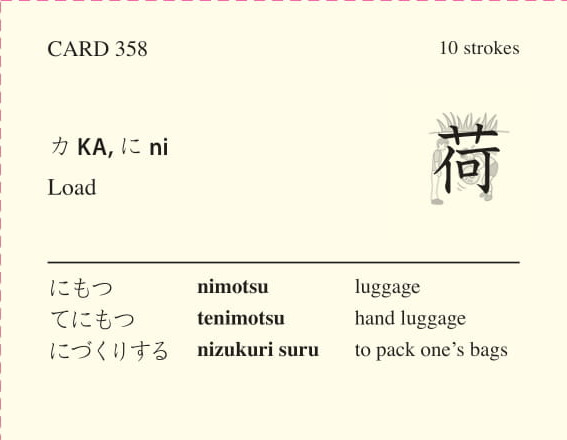 CARD 358 10 strokes
カ KA, に ni
Load
荷
にもつ nimotsu luggage
てにもつ tenimotsu hand luggage
にづくりする nizukuri suru to pack one’s bags